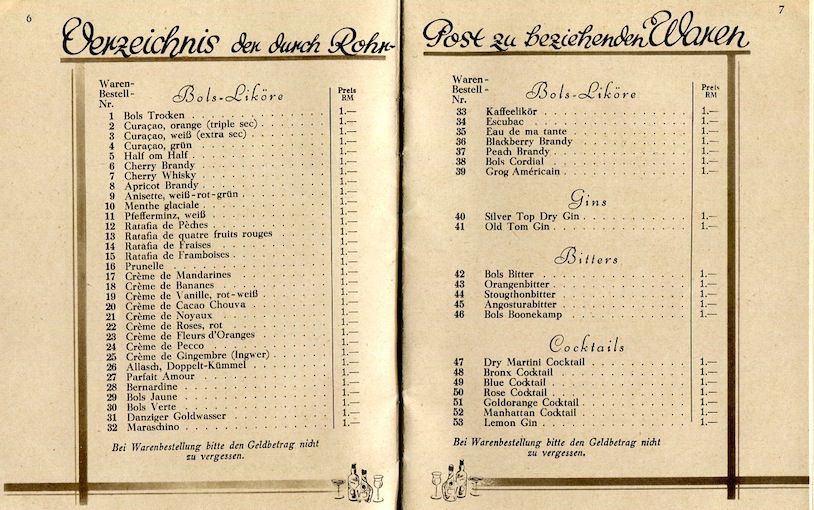 6
Verzeichnis der durch Rohr-
Waren-
Bestell-
Nr.
Bols-Liköre
Preis
RM
1 Bols Trocken 1.—
2 Curaçao, orange (triple sec) 1.—
3 Curaçao, weiß (extra sec) 1.—
4 Curaçao, grün 1.—
5 Half om Half 1.—
6 Cherry Brandy 1.—
7 Cherry Whisky 1.—
8 Apricot Brandy 1.—
9 Anisette, weiß-rot-grün 1.—
10 Menthe glaciale 1.—
11 Pfefferminz, weiß 1.—
12 Ratafia de Pèches 1.—
13 Ratafia de quatre fruits rouges 1.—
14 Ratafia de Fraises 1.—
15 Ratafia de Framboises 1.—
16 Prunelle 1.—
17 Crème de Mandarines 1.—
18 Crème de Bananes 1.—
19 Crème de Vanille, rot-weiß 1.—
20 Crème de Cacao Chouva 1.—
21 Crème de Noyaux 1.—
22 Crème de Roses, rot 1.—
23 Crème de Fleurs d'Oranges 1.—
24 Crème de Pecco 1.—
25 Crème de Gingembre (Ingwer) 1.—
26 Allasch, Doppelt-Kümmel 1.—
27 Parfait Amour 1.—
28 Bernardine 1.—
29 Bols Jaune 1.—
30 Bols Verte 1.—
31 Danziger Goldwasser 1.—
32 Maraschino 1.—
Bei Warenbestellung bitte den Geldbetrag nicht
zu vergessen.
7
Post zu beziehenden Waren
Waren-
Bestell-
Nr.
Bols-Liköre
Preis
RM
33 Kaffeelikör 1.—
34 Escubac 1.—
35 Eau de ma tante 1.—
36 Blackberry Brandy 1.—
37 Peach Brandy 1.—
38 Bols Cordial 1.—
39 Grog Américain 1.—
Gins
40 Silver Top Dry Gin 1.—
41 Old Tom Gin 1.—
Bitters
42 Bols Bitter 1.—
43 Orangenbitter 1.—
44 Stougthonbitter 1.—
45 Angosturabitter 1.—
46 Bols Boonekamp 1.—
Cocktails
47 Dry Martini Cocktail 1.—
48 Bronx Cocktail 1.—
49 Blue Cocktail 1.—
50 Rose Cocktail 1.—
51 Goldorange Cocktail 1.—
52 Manhattan Cocktail 1.—
53 Lemon Gin 1.—
Bei Warenbestellung bitte den Geldbetrag nicht
zu vergessen.